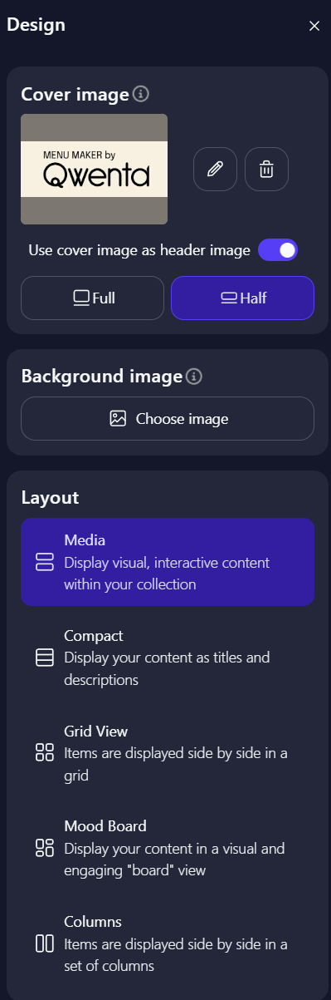 Design
Cover image
MENU MAKER by
Qwenta
Use cover image as header image
Full
Half
Background image
Choose image
Layout
Media
Display visual, interactive content
within your collection
Compact
Display your content as titles and
descriptions
Grid View
Items are displayed side by side in a
grid
Mood Board
Display your content in a visual and
engaging "board" view
Columns
Items are displayed side by side in a
set of columns